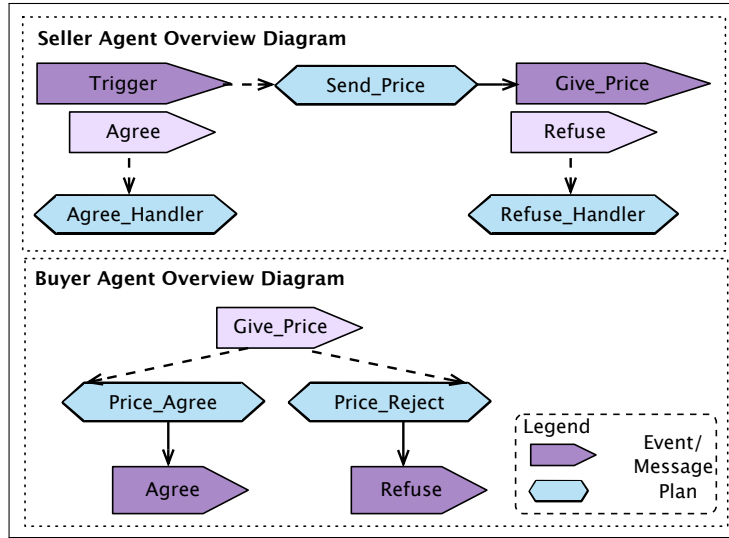 Seller Agent Overview Diagram
Trigger
Send_Price
Give_Price
Agree
Refuse
Agree_Handler
Refuse_Handler
Buyer Agent Overview Diagram
Give_Price
Price_Agree
Price_Reject
Agree
Refuse
Legend
Event/
Message
Plan